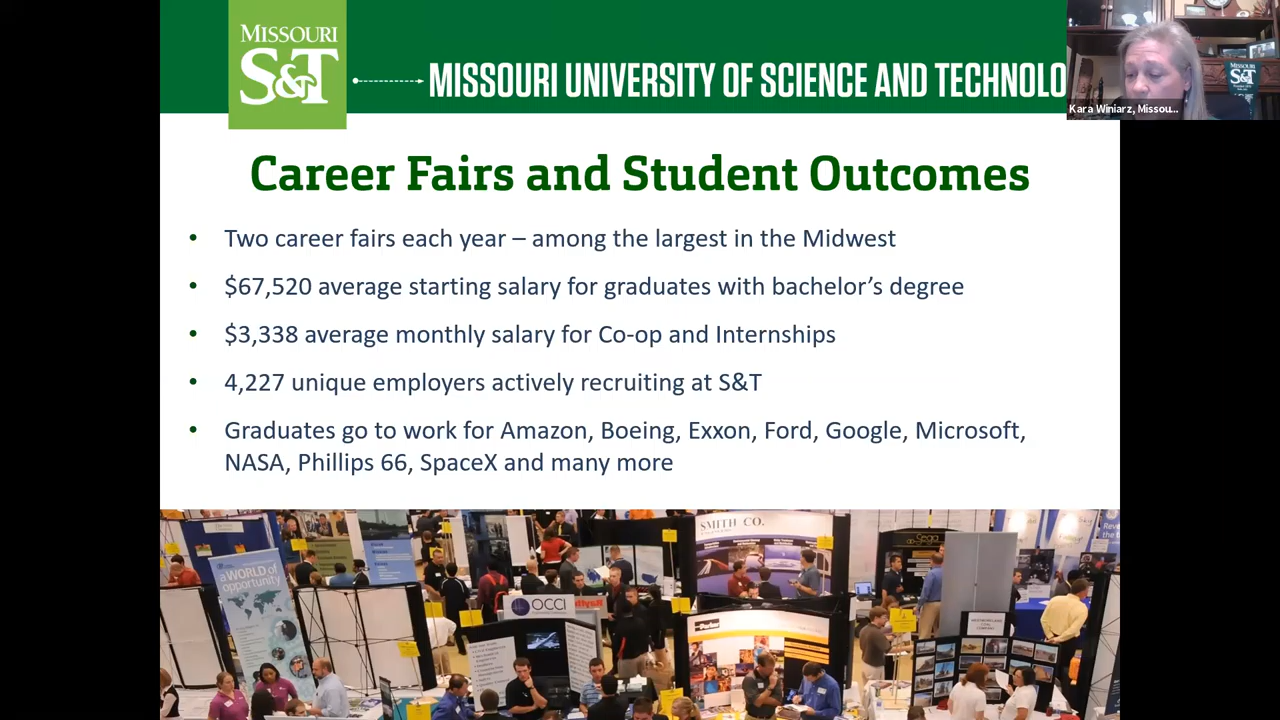 MISSOURI
S&T
MISSOURI UNIVERSITY OF SCIENCE AND TECHNOLO
Kara Winiarz, Missou...
MISSOURI
S&T
Career Fairs and Student Outcomes
• Two career fairs each year – among the largest in the Midwest
• $67,520 average starting salary for graduates with bachelor’s degree
• $3,338 average monthly salary for Co-op and Internships
• 4,227 unique employers actively recruiting at S&T
• Graduates go to work for Amazon, Boeing, Exxon, Ford, Google, Microsoft,
NASA, Phillips 66, SpaceX and many more
SMITH CO.
a WORLD of
opportunity
OCCI
Parker